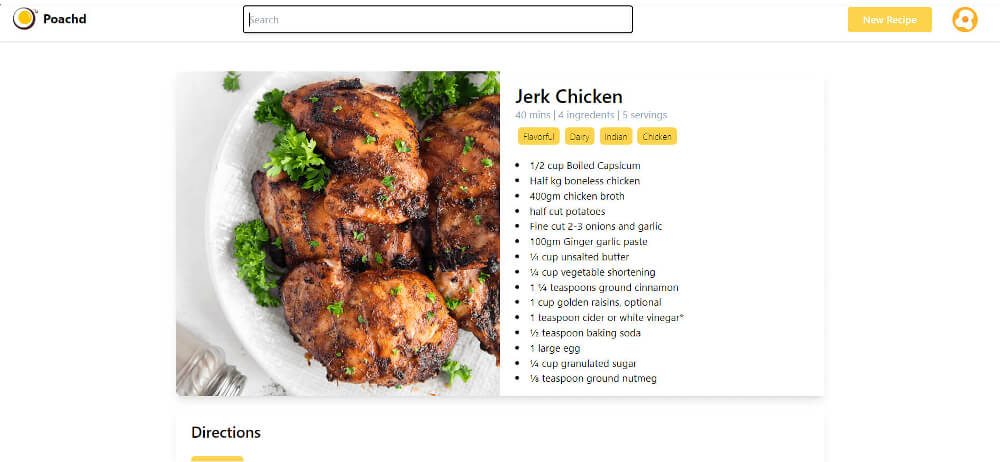 Poachd
Search
New Recipe
Jerk Chicken
40 mins | 4 ingredents | 5 servings
Flavorful Dairy Indian Chicken
1/2 cup Boiled Capsicum
Half kg boneless chicken
400gm chicken broth
half cut potatoes
Fine cut 2-3 onions and garlic
100gm Ginger garlic paste
¼ cup unsalted butter
¼ cup vegetable shortening
1 ¼ teaspoons ground cinnamon
1 cup golden raisins, optional
1 teaspoon cider or white vinegar*
½ teaspoon baking soda
1 large egg
¼ cup granulated sugar
⅛ teaspoon ground nutmeg
Directions